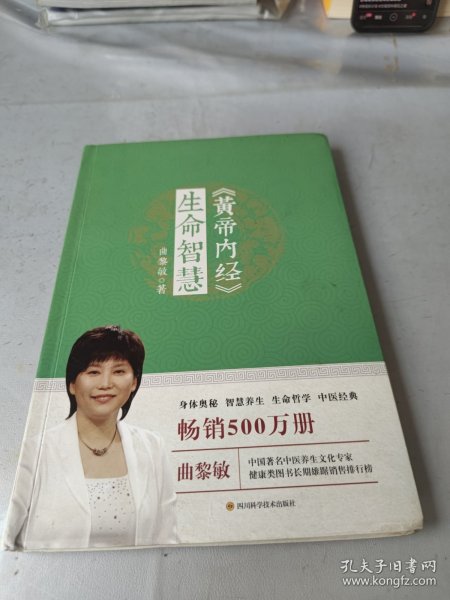 《黄帝内经》
生命智慧
曲黎敏 著
身体奥秘 智慧养生 生命哲学 中医经典
畅销500万册
曲黎敏
中国著名中医养生文化专家
健康类图书长期雄踞销售排行榜
四川科学技术出版社
孔夫子旧书网
www.kongfz.com